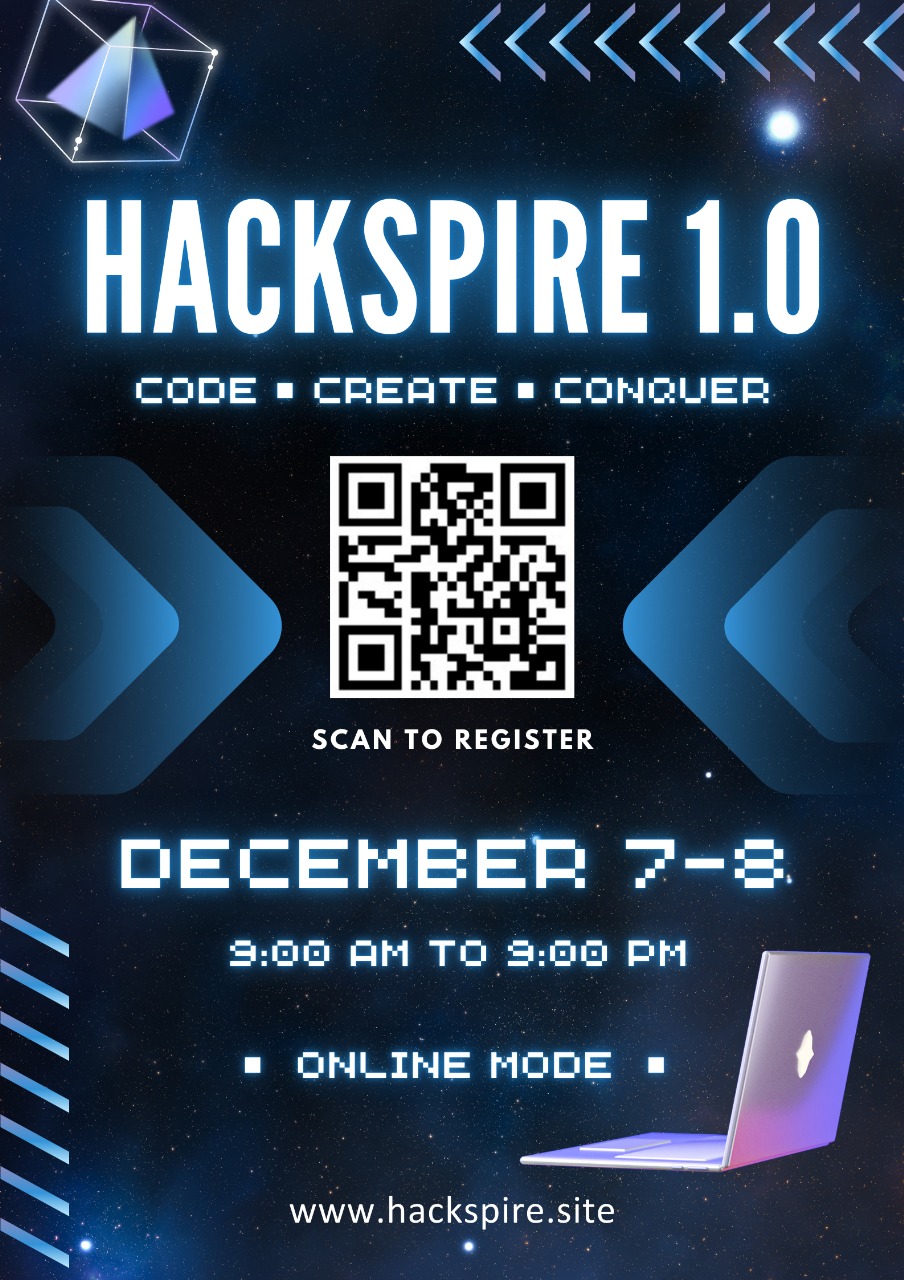 HACKSPIRE 1.0
CODE ▪ CREATE ▪ CONQUER
SCAN TO REGISTER
DECEMBER 7-8
9:00 AM TO 9:00 PM
▪ ONLINE MODE ▪
www.hackspire.site